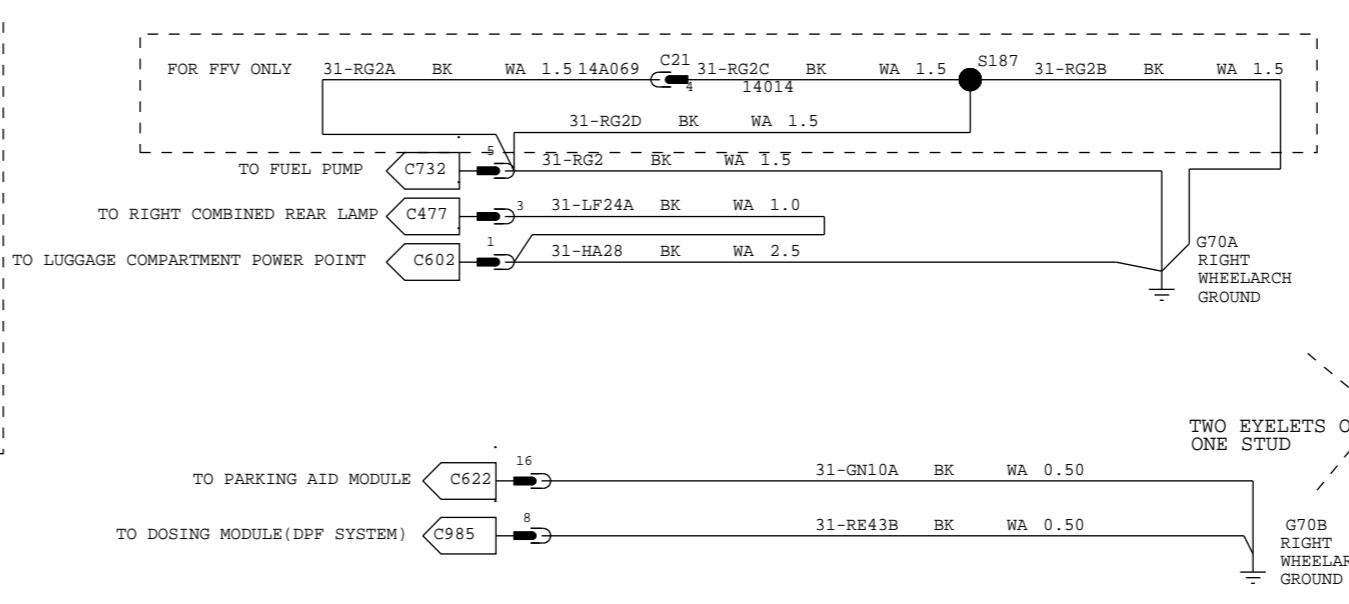 FOR FFV ONLY 31-RG2A BK WA 1.5 14A069 C21 4 31-RG2C BK WA 1.5 S187 31-RG2B BK WA 1.5
14014
31-RG2D BK WA 1.5
TO FUEL PUMP C732 5 31-RG2 BK WA 1.5
TO RIGHT COMBINED REAR LAMP C477 3 31-LF24A BK WA 1.0
TO LUGGAGE COMPARTMENT POWER POINT C602 1 31-HA28 BK WA 2.5
G70A
RIGHT
WHEELARCH
GROUND
TWO EYELETS O
ONE STUD
TO PARKING AID MODULE C622 16 31-GN10A BK WA 0.50
TO DOSING MODULE(DPF SYSTEM) C985 8 31-RE43B BK WA 0.50
G70B
RIGHT
WHEELAR
GROUND